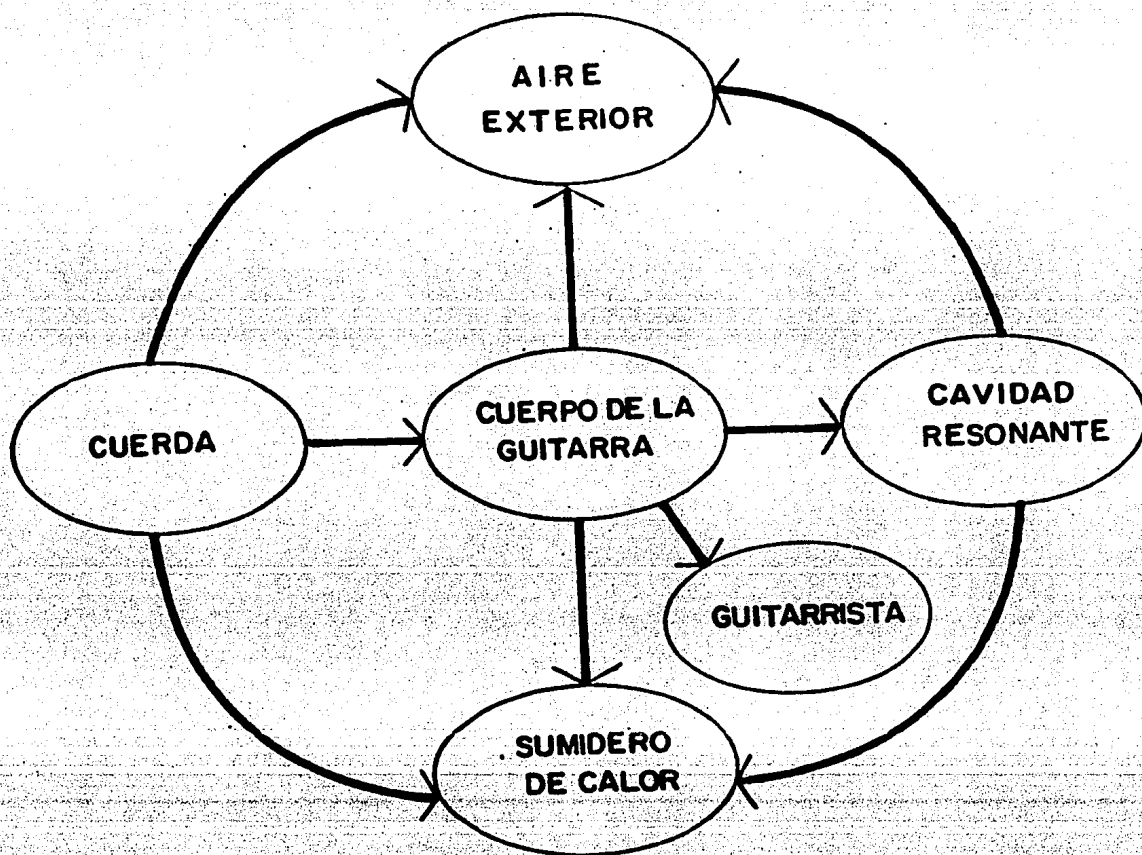 AIRE
EXTERIOR
CUERDA
CUERPO DE LA
GUITARRA
CAVIDAD
RESONANTE
GUITARRISTA
SUMIDERO
DE CALOR